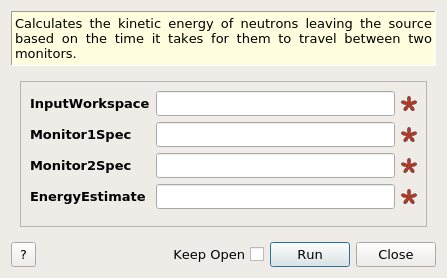 Calculates the kinetic energy of neutrons leaving the source
based on the time it takes for them to travel between two
monitors.
InputWorkspace
Monitor1Spec
Monitor2Spec
EnergyEstimate
? Keep Open Run Close